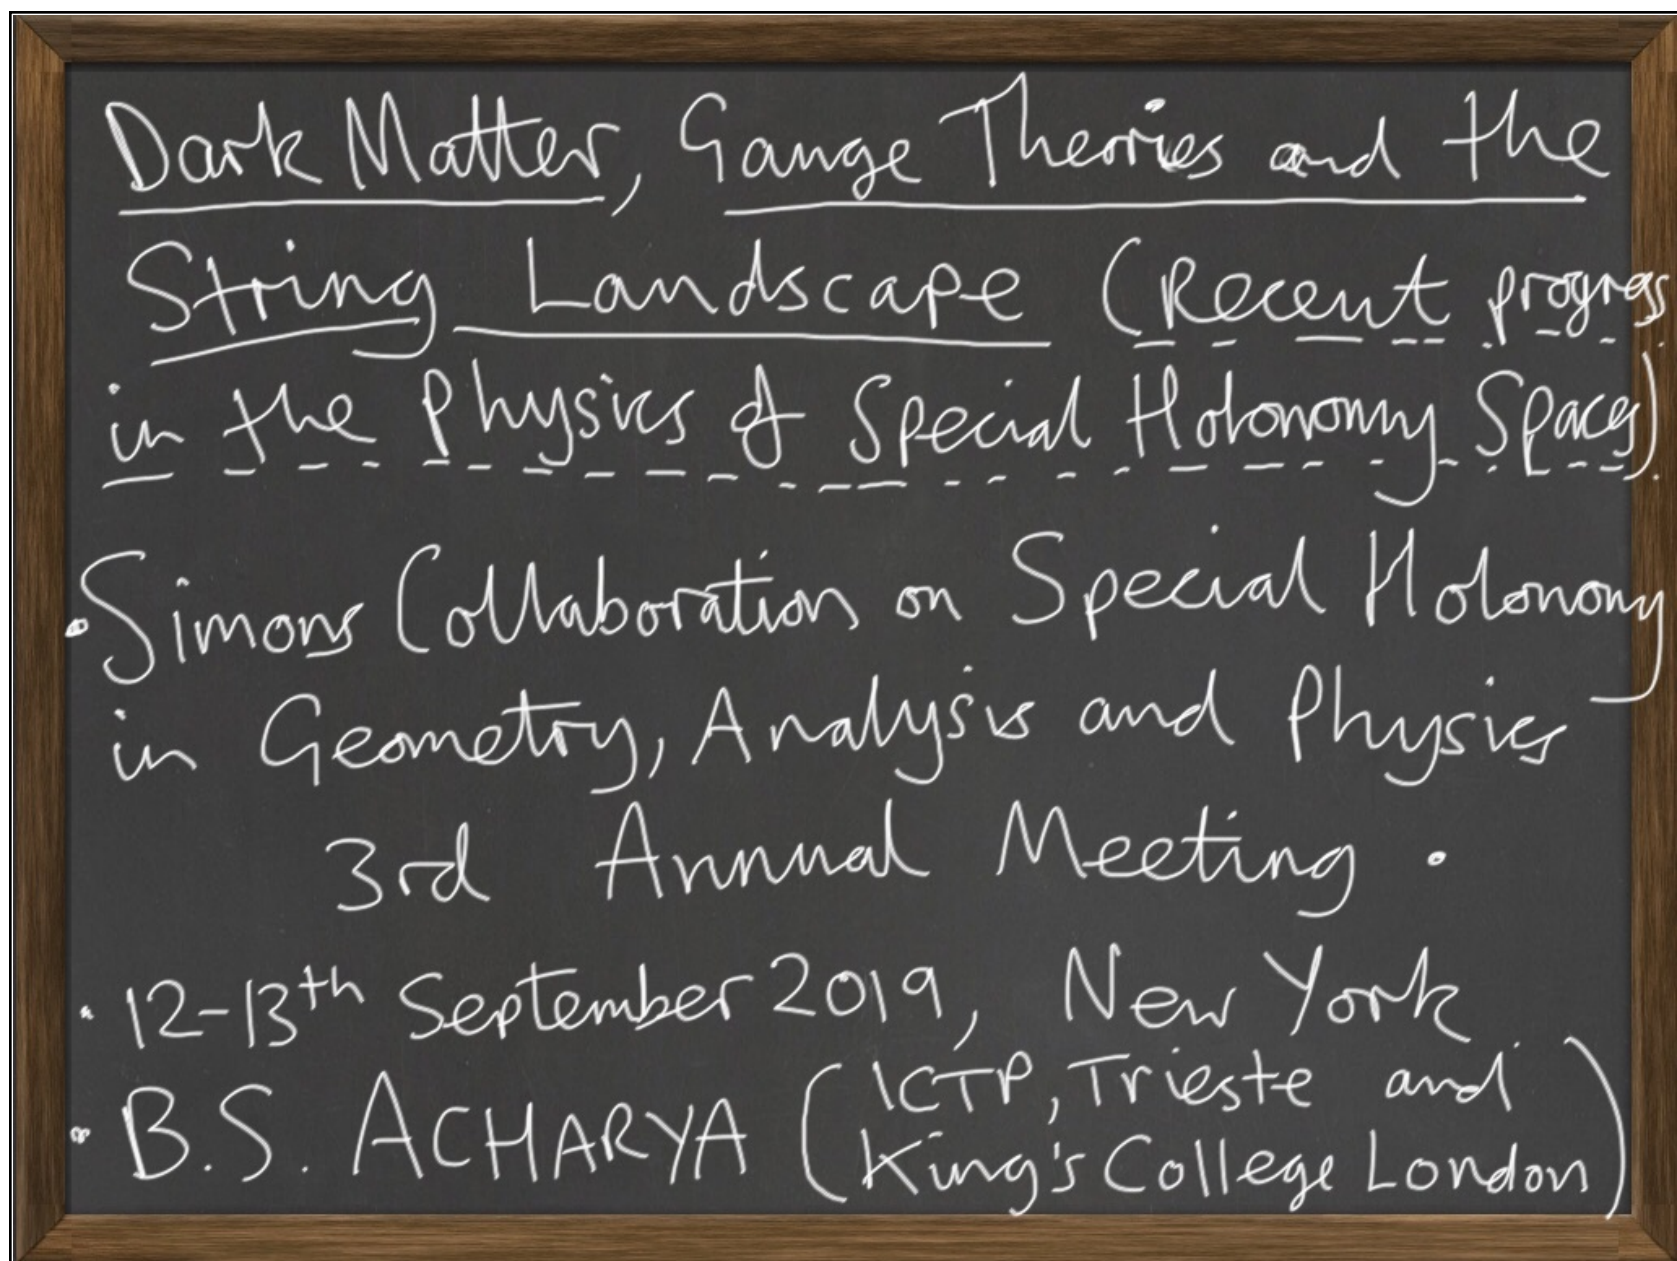 Dark Matter, Gauge Theories and the
String Landscape (Recent progress
in the Physics of Special Holonomy Spaces).
• Simons Collaboration on Special Holonomy
in Geometry, Analysis and Physics
3rd Annual Meeting.
• 12-13th September 2019, New York
• B.S. ACHARYA (ICTP, Trieste and
King's College London)